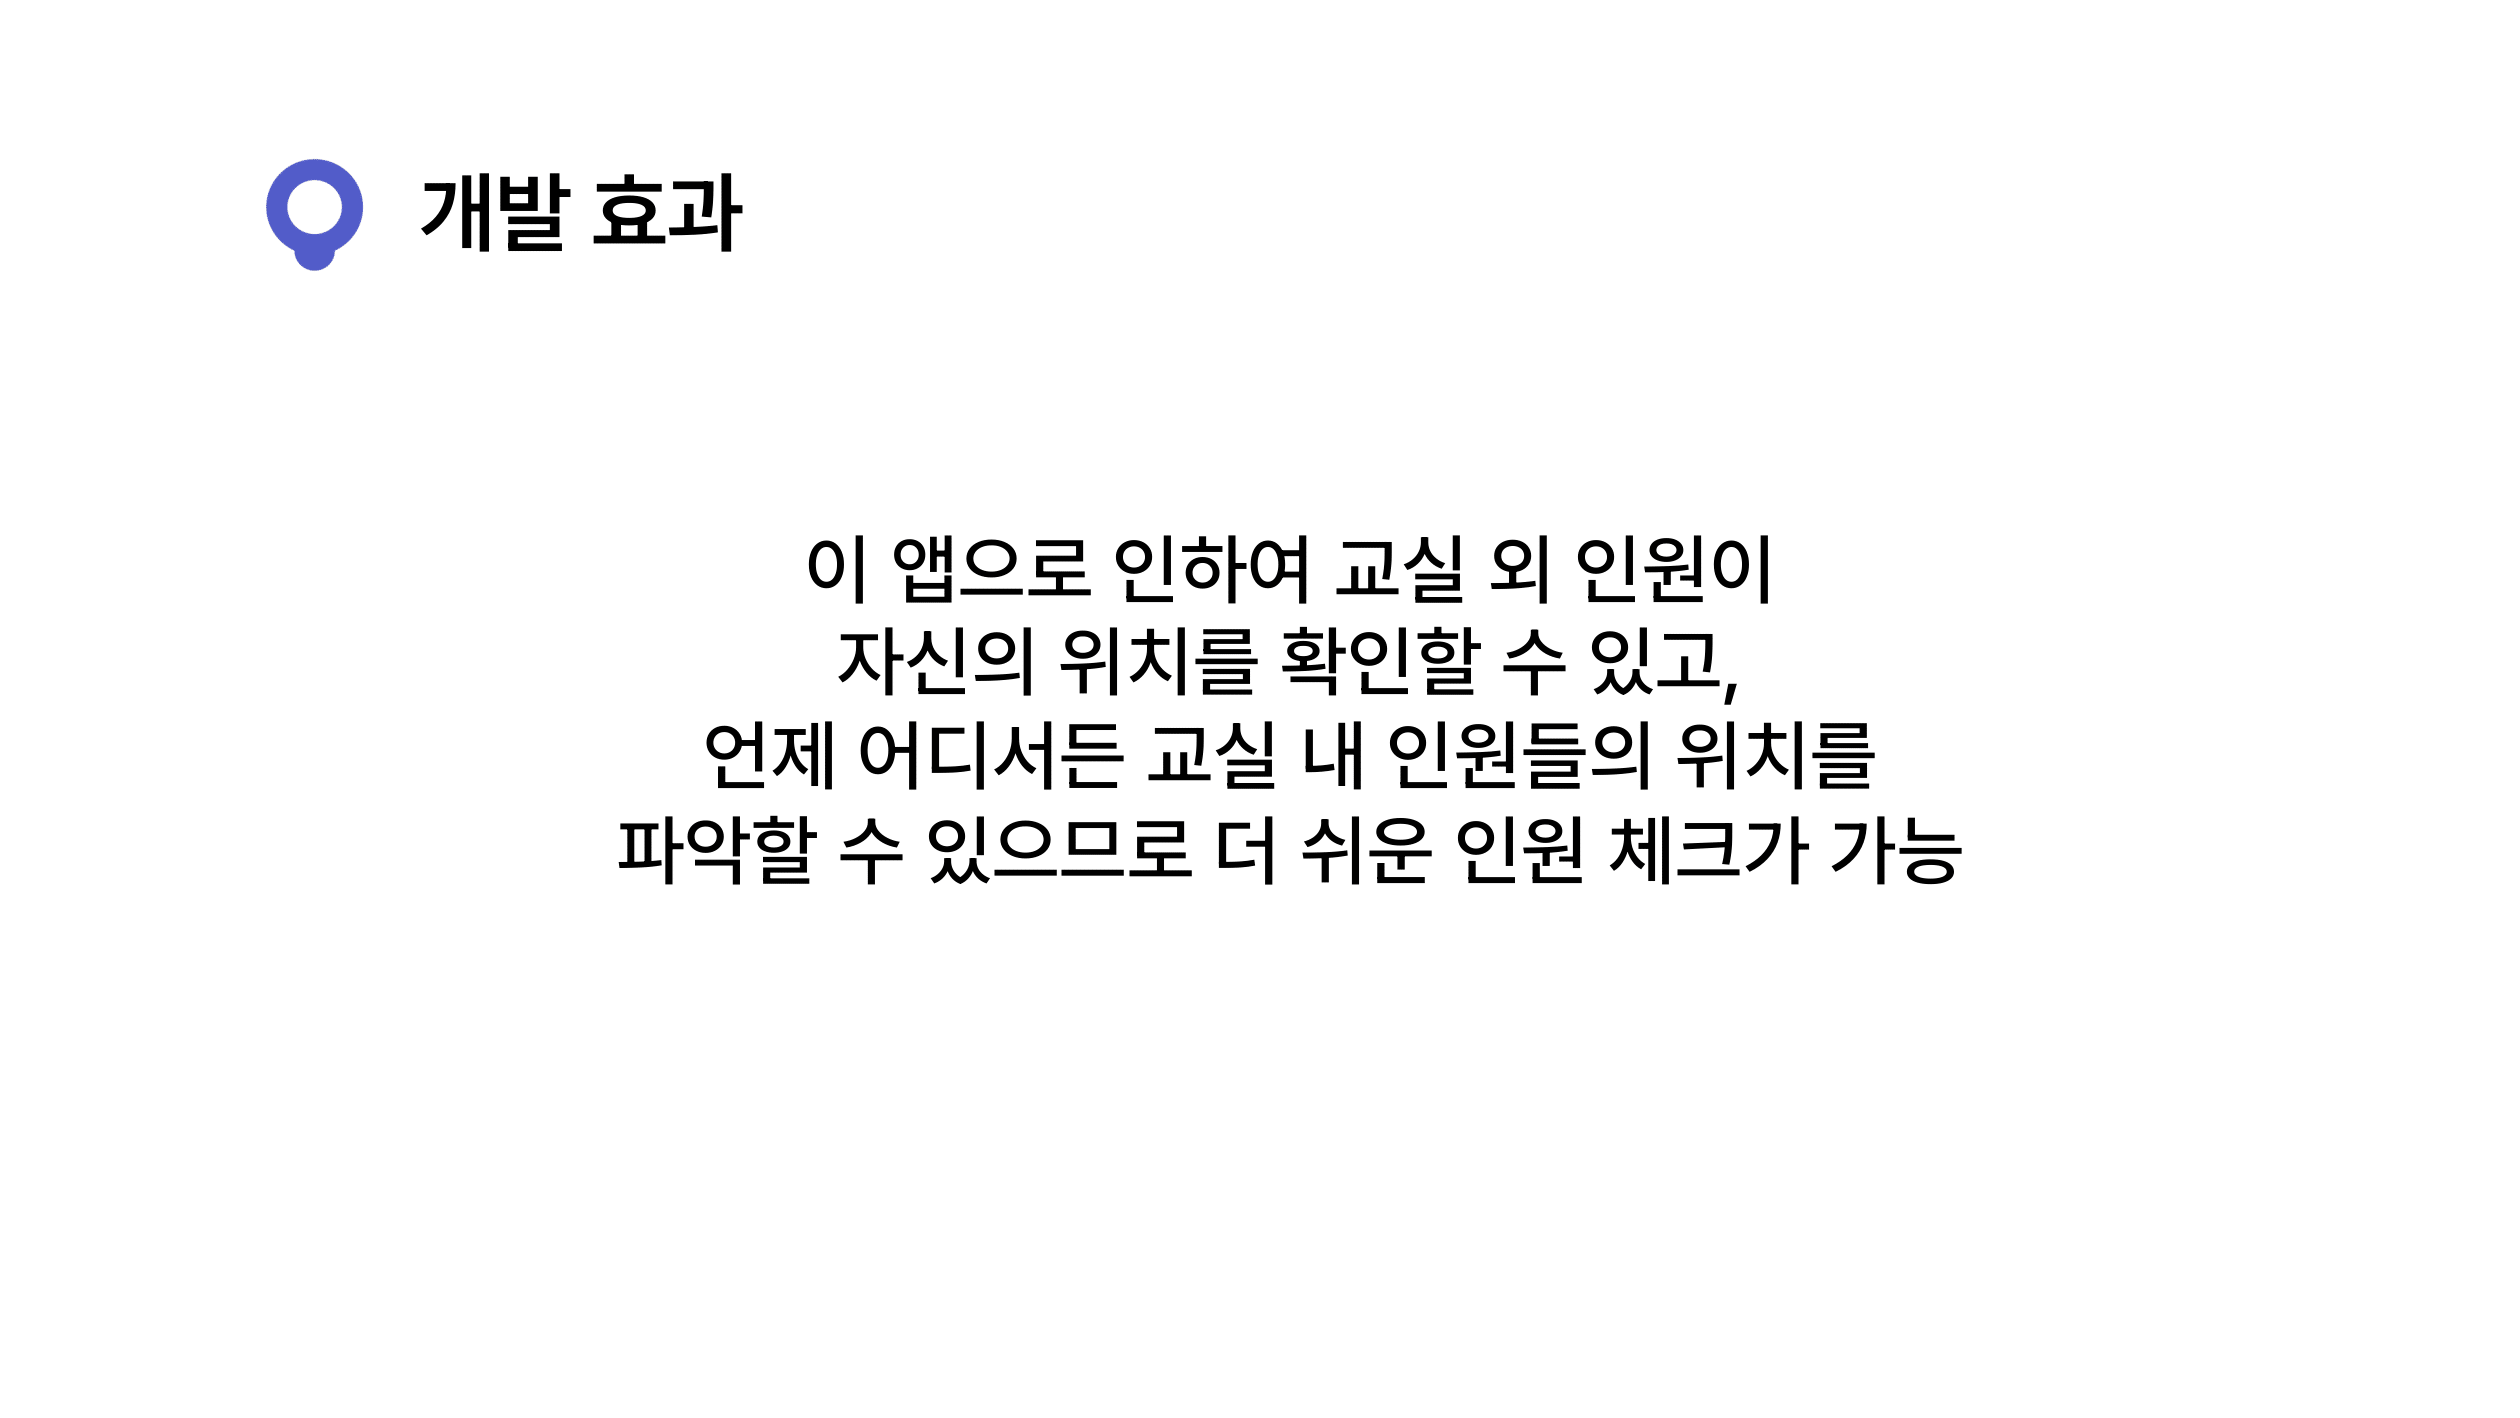 개발 효과
이 앱으로 인하여 교실의 인원이
자신의 위치를 확인할 수 있고,
언제 어디서든 교실 내 인원들의 위치를
파악할 수 있으므로 더 쉬운 인원 체크가 가능